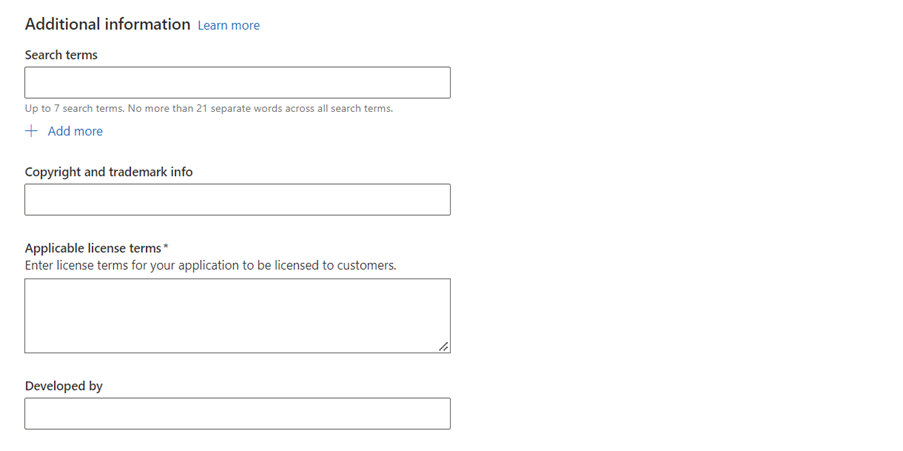 Additional information Learn more
Search terms
Up to 7 search terms. No more than 21 separate words across all search terms.
+ Add more
Copyright and trademark info
Applicable license terms*
Enter license terms for your application to be licensed to customers.
Developed by